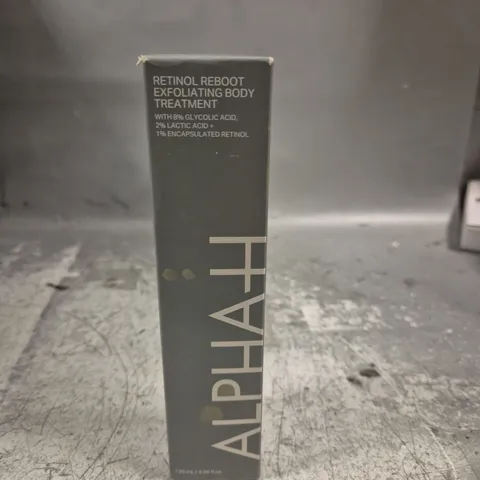 RETINOL REBOOT
EXFOLIATING BODY
TREATMENT
WITH 8% GLYCOLIC ACID,
2% LACTIC ACID +
1% ENCAPSULATED RETINOL
ALPHA-H